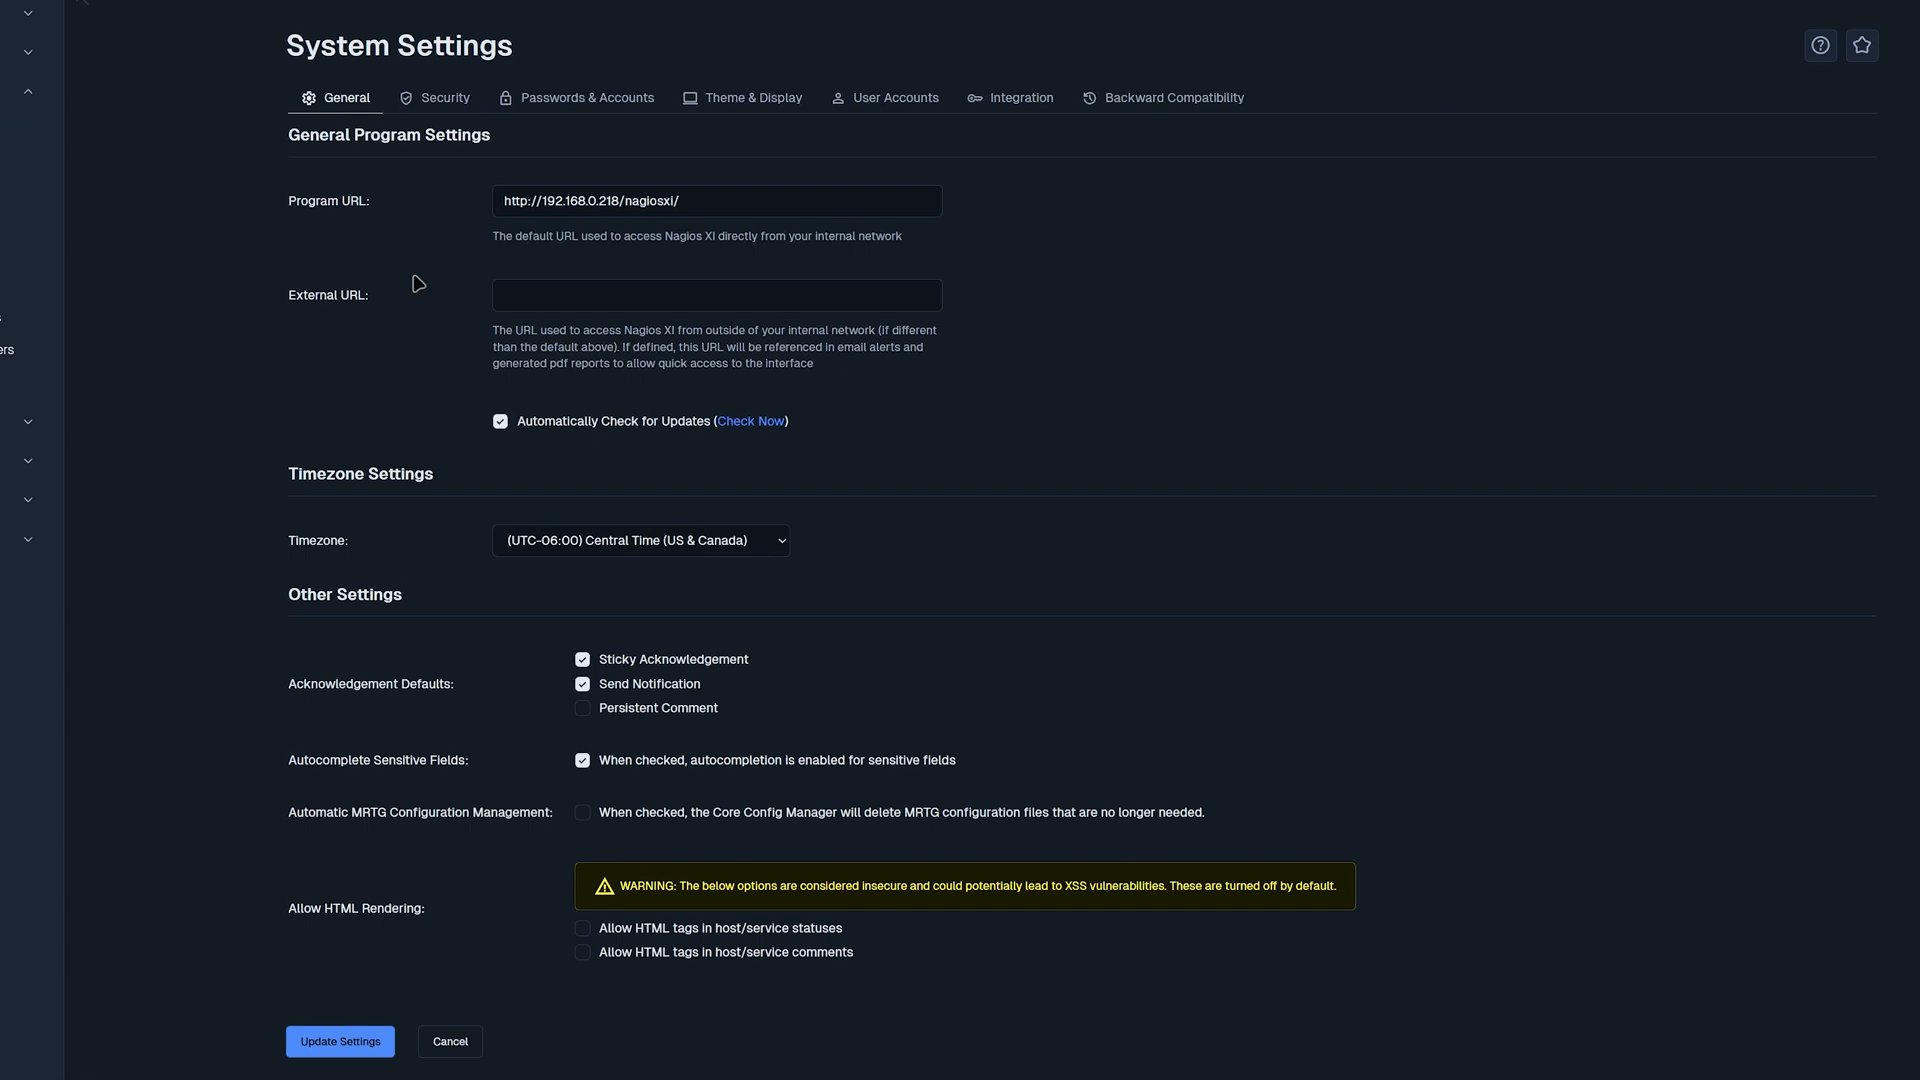 System Settings
General Security Passwords & Accounts Theme & Display User Accounts Integration Backward Compatibility
General Program Settings
Program URL: http://192.168.0.218/nagiosxi/
The default URL used to access Nagios XI directly from your internal network
External URL:
The URL used to access Nagios XI from outside of your internal network (if different
than the default above). If defined, this URL will be referenced in email alerts and
generated pdf reports to allow quick access to the interface
ers
Automatically Check for Updates (Check Now)
Timezone Settings
Timezone: (UTC-06:00) Central Time (US & Canada)
Other Settings
Sticky Acknowledgement
Acknowledgement Defaults: Send Notification
Persistent Comment
Autocomplete Sensitive Fields: When checked, autocompletion is enabled for sensitive fields
Automatic MRTG Configuration Management: When checked, the Core Config Manager will delete MRTG configuration files that are no longer needed.
WARNING: The below options are considered insecure and could potentially lead to XSS vulnerabilities. These are turned off by default.
Allow HTML Rendering:
Allow HTML tags in host/service statuses
Allow HTML tags in host/service comments
Update Settings Cancel